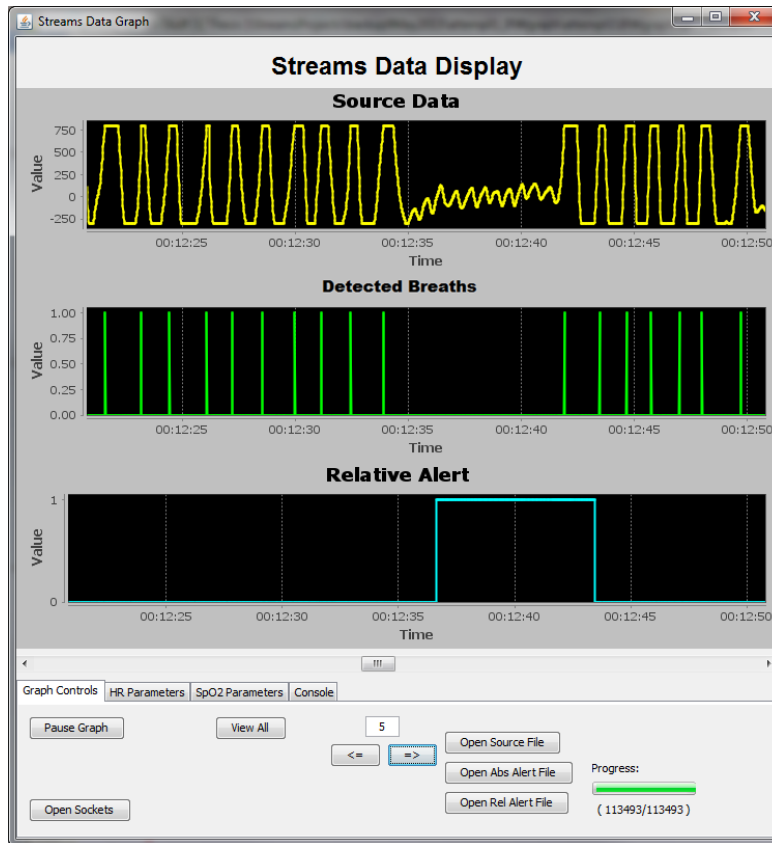 Streams Data Graph
Streams Data Display
Source Data
Value
750
500
250
0
-250
00:12:25 00:12:30 00:12:35 00:12:40 00:12:45 00:12:50
Time
Detected Breaths
Value
1.00
0.75
0.50
0.25
0.00
00:12:25 00:12:30 00:12:35 00:12:40 00:12:45 00:12:50
Time
Relative Alert
Value
1
0
00:12:25 00:12:30 00:12:35 00:12:40 00:12:45 00:12:50
Time
Graph Controls HR Parameters SpO2 Parameters Console
Pause Graph View All 5
<= =>
Open Source File
Open Abs Alert File Progress:
Open Rel Alert File
Open Sockets ( 113493/113493 )